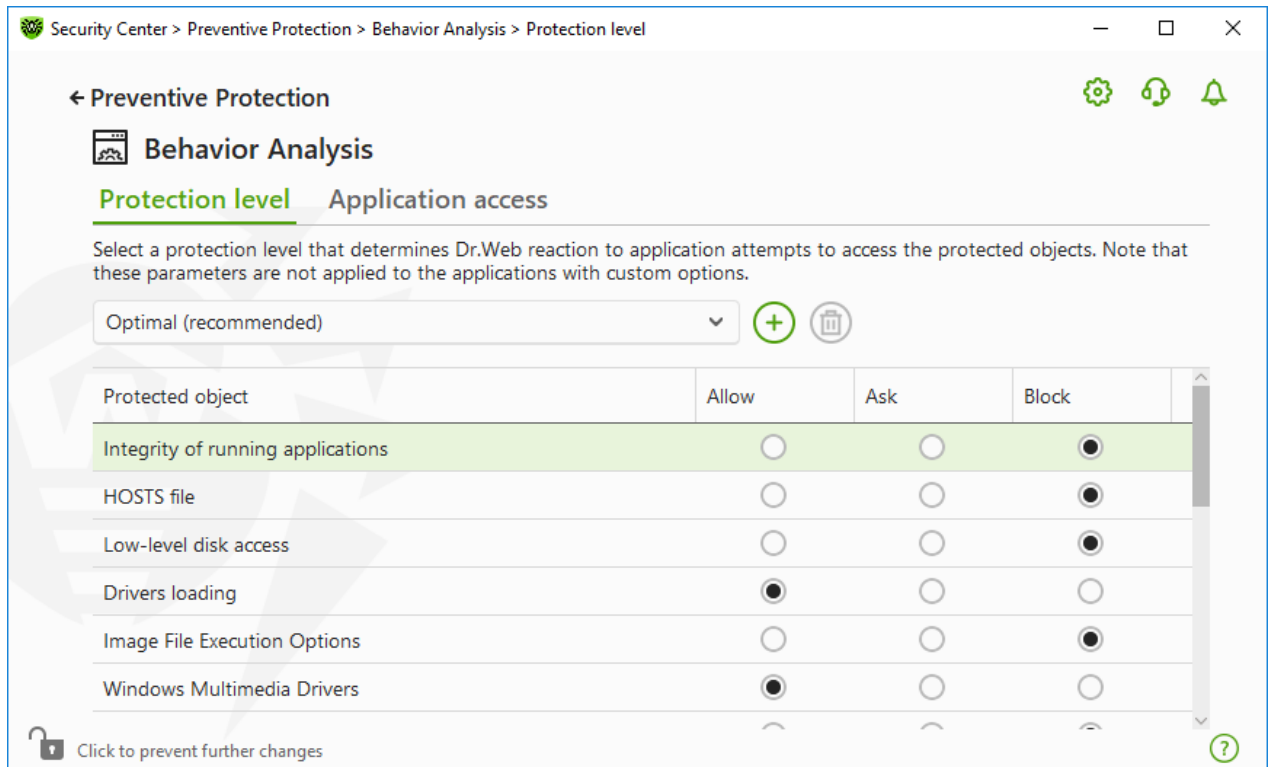 Security Center > Preventive Protection > Behavior Analysis > Protection level
Preventive Protection
Behavior Analysis
Protection level Application access
Select a protection level that determines Dr.Web reaction to application attempts to access the protected objects. Note that
these parameters are not applied to the applications with custom options.
Optimal (recommended)
Protected object Allow Ask Block
Integrity of running applications
HOSTS file
Low-level disk access
Drivers loading
Image File Execution Options
Windows Multimedia Drivers
Click to prevent further changes